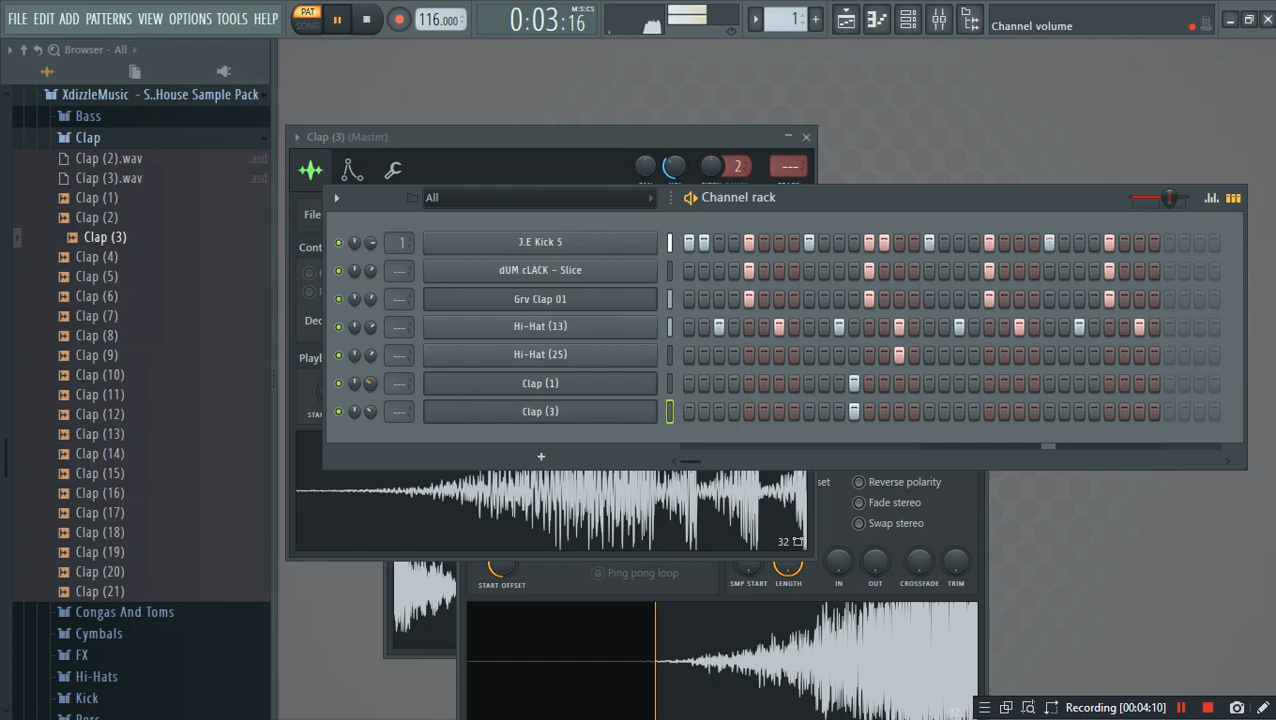 FILE EDIT ADD PATTERNS VIEW OPTIONS TOOLS HELP
PAT
SONG
116.000
0:03:16
M:S:CS
1
Channel volume
Browser - All
XdizzleMusic - S..House Sample Pack
Bass
Clap
Clap (2).wav .asd
Clap (3).wav .asd
Clap (1)
Clap (2)
Clap (3)
Clap (4)
Clap (5)
Clap (6)
Clap (7)
Clap (8)
Clap (9)
Clap (10)
Clap (11)
Clap (12)
Clap (13)
Clap (14)
Clap (15)
Clap (16)
Clap (17)
Clap (18)
Clap (19)
Clap (20)
Clap (21)
Congas And Toms
Cymbals
FX
Hi-Hats
Kick
Clap (3) (Master)
2
---
File
All
Channel rack
1 J.E Kick 5
--- dUM cLACK - Slice
--- Grv Clap 01
--- Hi-Hat (13)
--- Hi-Hat (25)
--- Clap (1)
--- Clap (3)
+
32
Reverse polarity
Fade stereo
Swap stereo
START OFFSET
Ping pong loop
SMP START LENGTH IN OUT CROSSFADE TRIM
Recording [00:04:10]